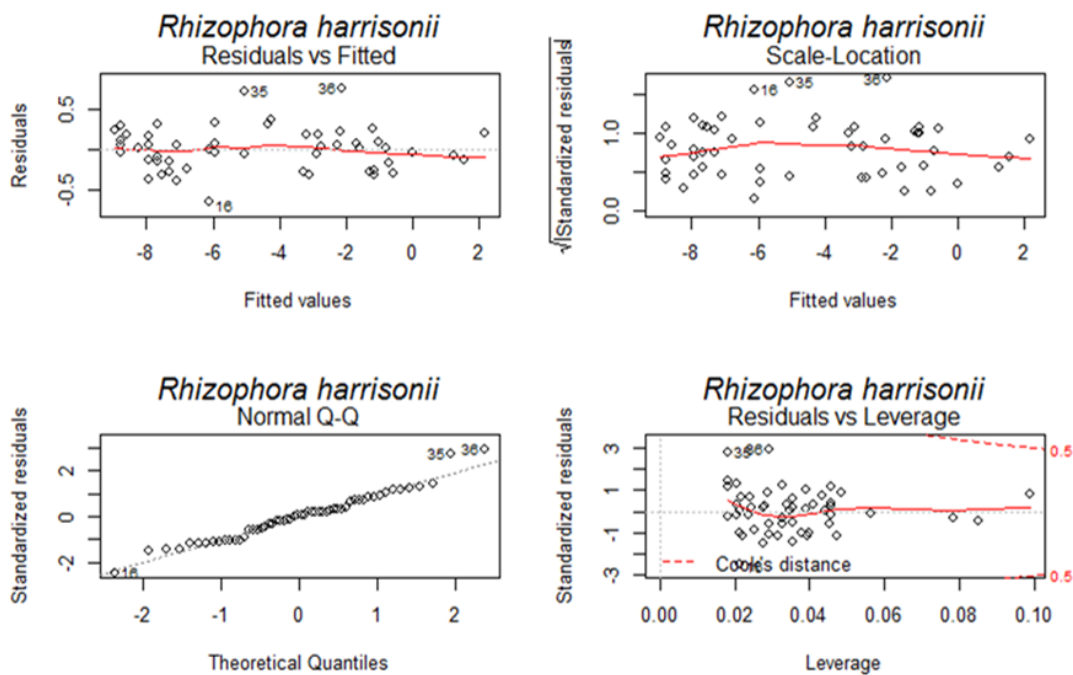 Rhizophora harrisonii
Residuals vs Fitted
Residuals
0.5
-0.5
35
36
16
-8 -6 -4 -2 0 2
Fitted values
Rhizophora harrisonii
Scale-Location
√|Standardized residuals|
1.0
0.0
16
35
36
-8 -6 -4 -2 0 2
Fitted values
Rhizophora harrisonii
Normal Q-Q
Standardized residuals
2
0
-2
35
36
16
-2 -1 0 1 2
Theoretical Quantiles
Rhizophora harrisonii
Residuals vs Leverage
Standardized residuals
3
1
-1
-3
35
36
0.5
Cook's distance
0.5
0.00 0.02 0.04 0.06 0.08 0.10
Leverage